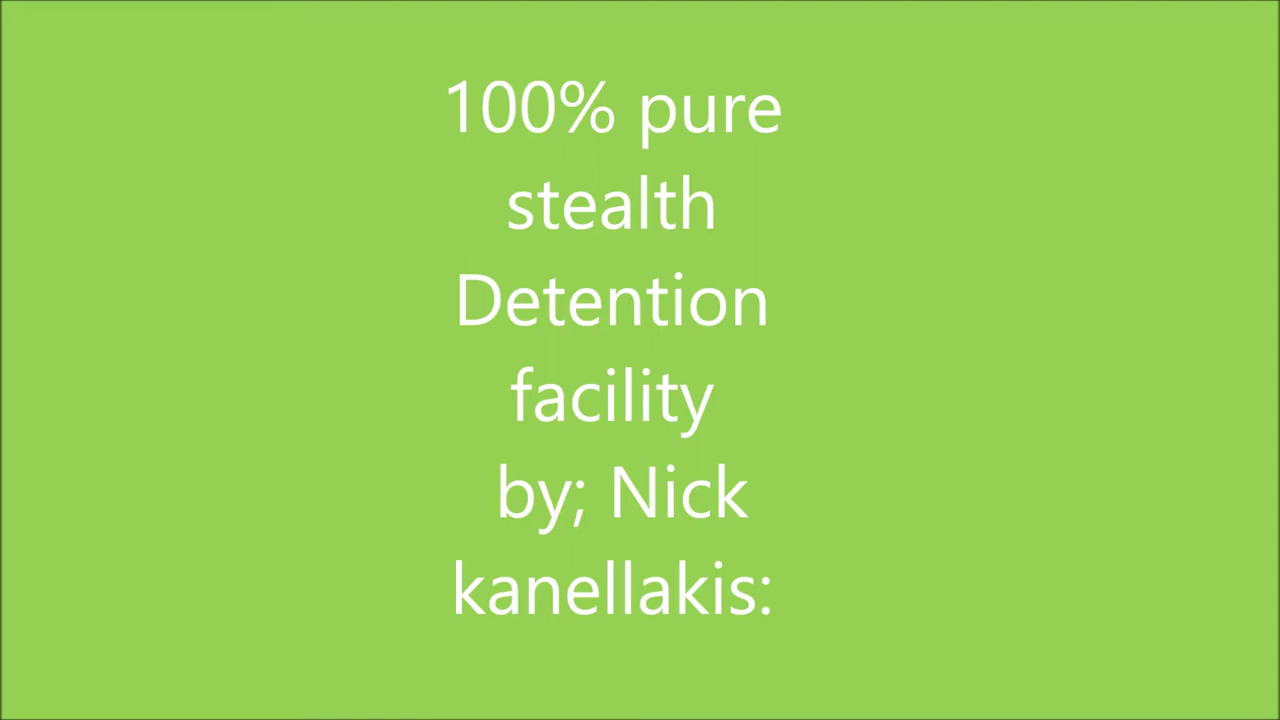 100% pure
stealth
Detention
facility
by; Nick
kanellakis: